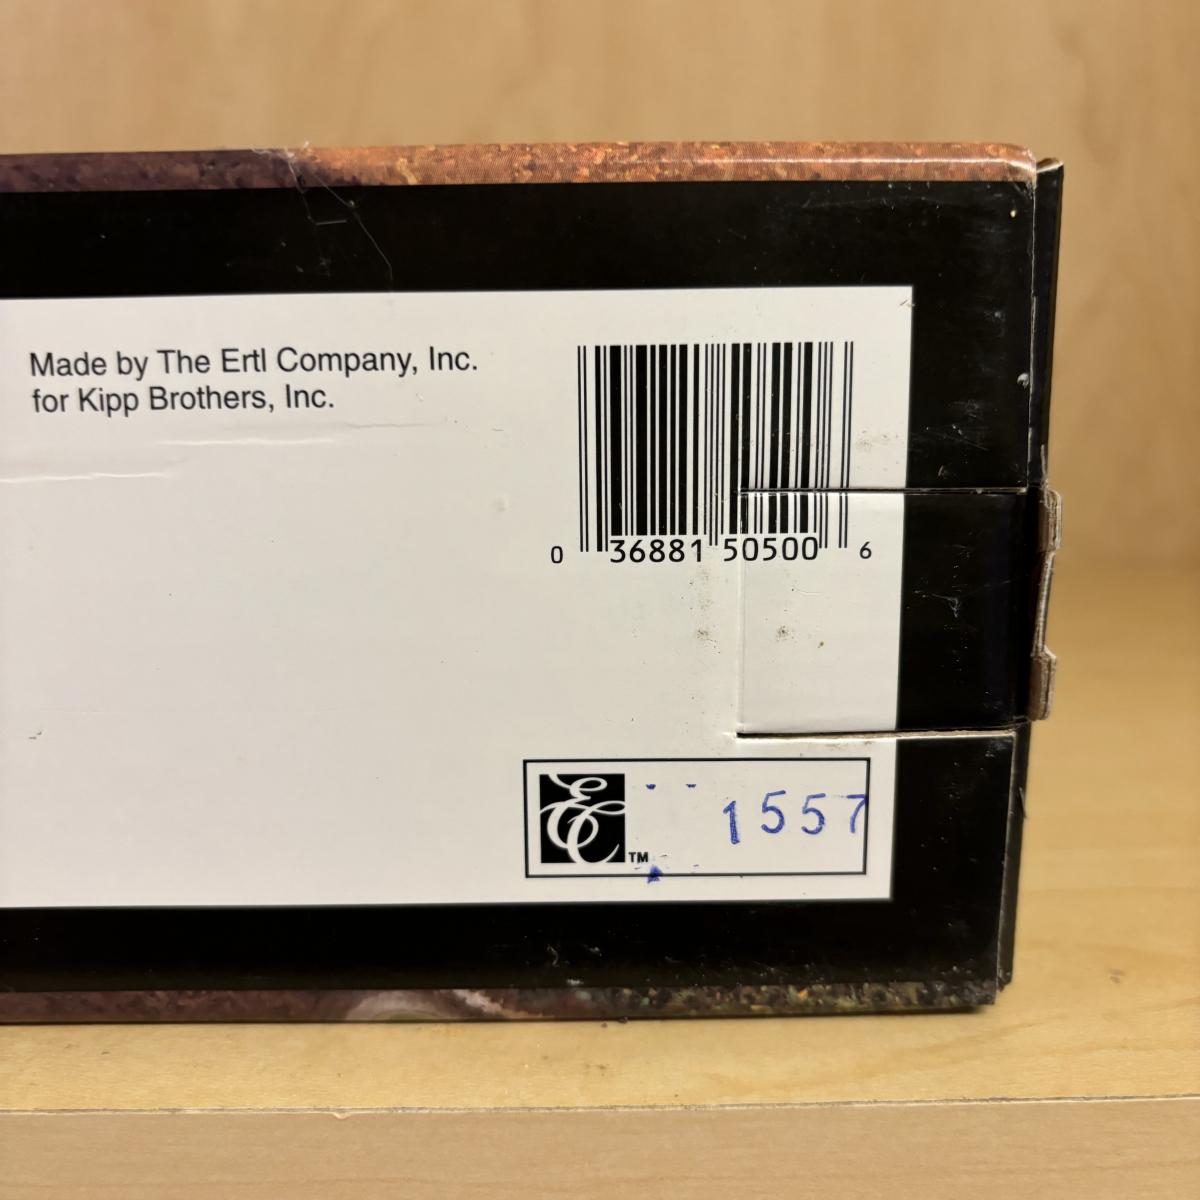 Made by The Ertl Company, Inc.
for Kipp Brothers, Inc.
0 36881 50500 6
EC TM
1557